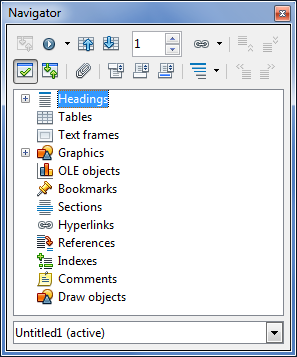 Navigator
1
Headings
Tables
Text frames
Graphics
OLE objects
Bookmarks
Sections
Hyperlinks
References
Indexes
Comments
Draw objects
Untitled1 (active)